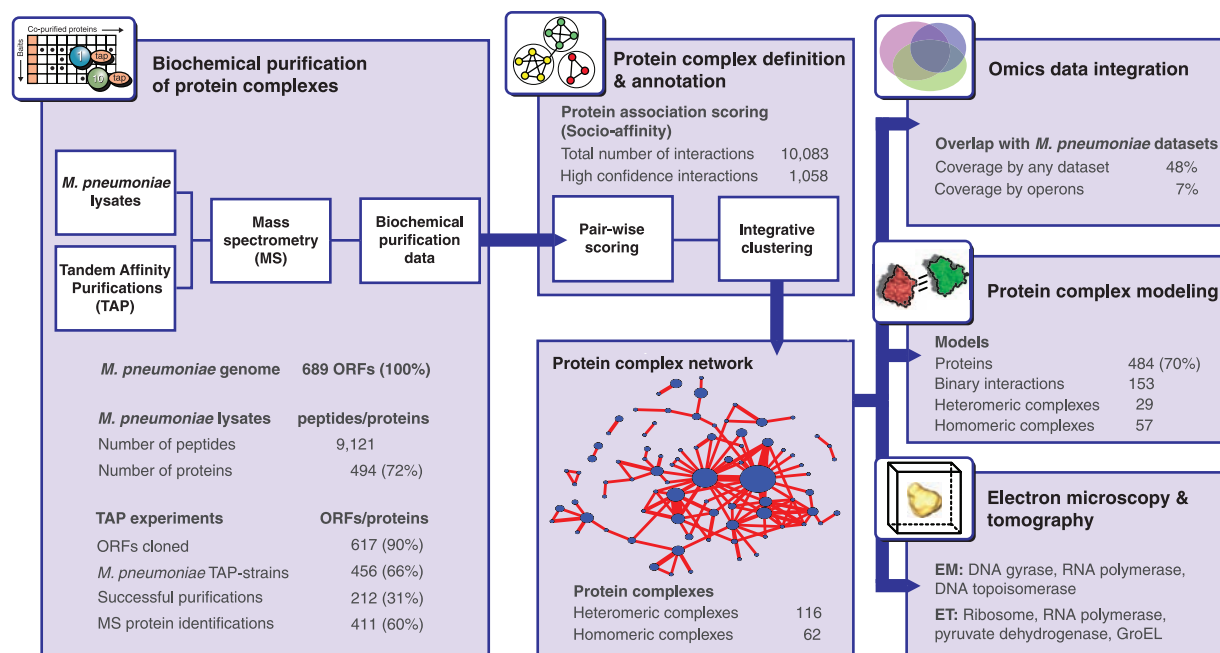 Co-purified proteins
Baits
1
tap
10
tap
Biochemical purification
of protein complexes
M. pneumoniae
lysates
Tandem Affinity
Purifications
(TAP)
Mass
spectrometry
(MS)
Biochemical
purification
data
M. pneumoniae genome 689 ORFs (100%)
M. pneumoniae lysates peptides/proteins
Number of peptides 9,121
Number of proteins 494 (72%)
TAP experiments ORFs/proteins
ORFs cloned 617 (90%)
M. pneumoniae TAP-strains 456 (66%)
Successful purifications 212 (31%)
MS protein identifications 411 (60%)
Protein complex definition
& annotation
Protein association scoring
(Socio-affinity)
Total number of interactions 10,083
High confidence interactions 1,058
Pair-wise
scoring
Integrative
clustering
Protein complex network
Protein complexes
Heteromeric complexes 116
Homomeric complexes 62
Omics data integration
Overlap with M. pneumoniae datasets
Coverage by any dataset 48%
Coverage by operons 7%
Protein complex modeling
Models
Proteins 484 (70%)
Binary interactions 153
Heteromeric complexes 29
Homomeric complexes 57
Electron microscopy &
tomography
EM: DNA gyrase, RNA polymerase,
DNA topoisomerase
ET: Ribosome, RNA polymerase,
pyruvate dehydrogenase, GroEL